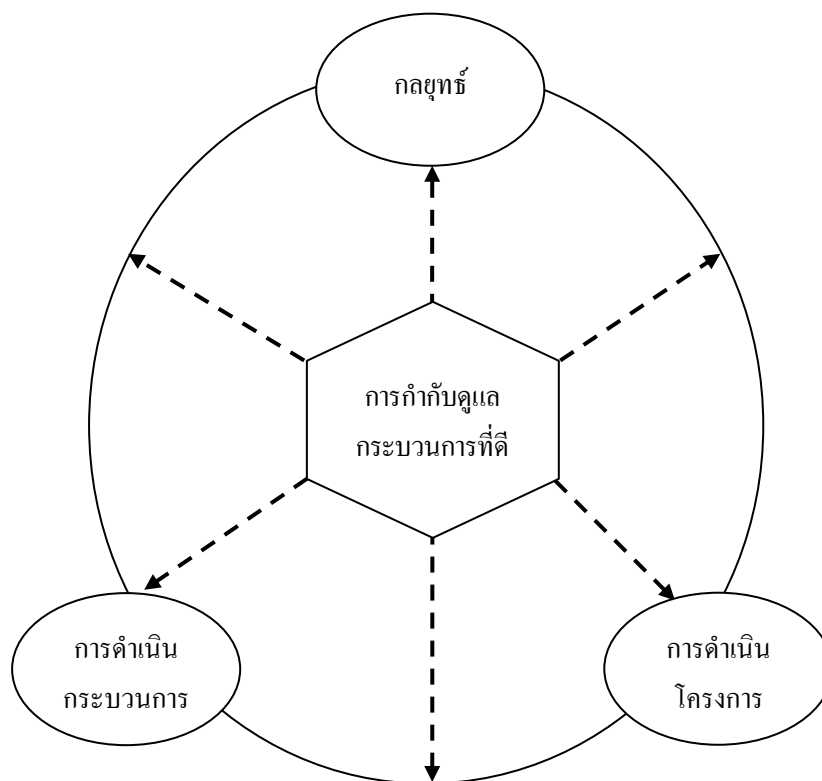 กลยุทธ์
การกำกับดูแล
กระบวนการที่ดี
การดำเนิน
กระบวนการ
การดำเนิน
โครงการ